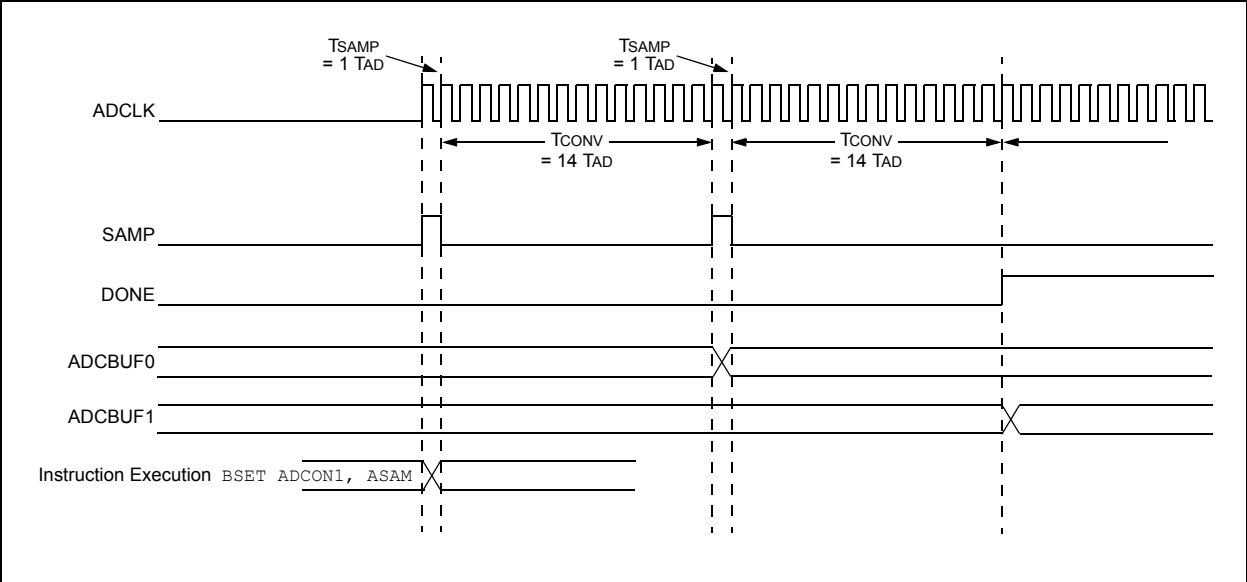 TSAMP
= 1 TAD
TSAMP
= 1 TAD
ADCLK
TCONV
= 14 TAD
TCONV
= 14 TAD
SAMP
DONE
ADCBUF0
ADCBUF1
Instruction Execution BSET ADCON1, ASAM